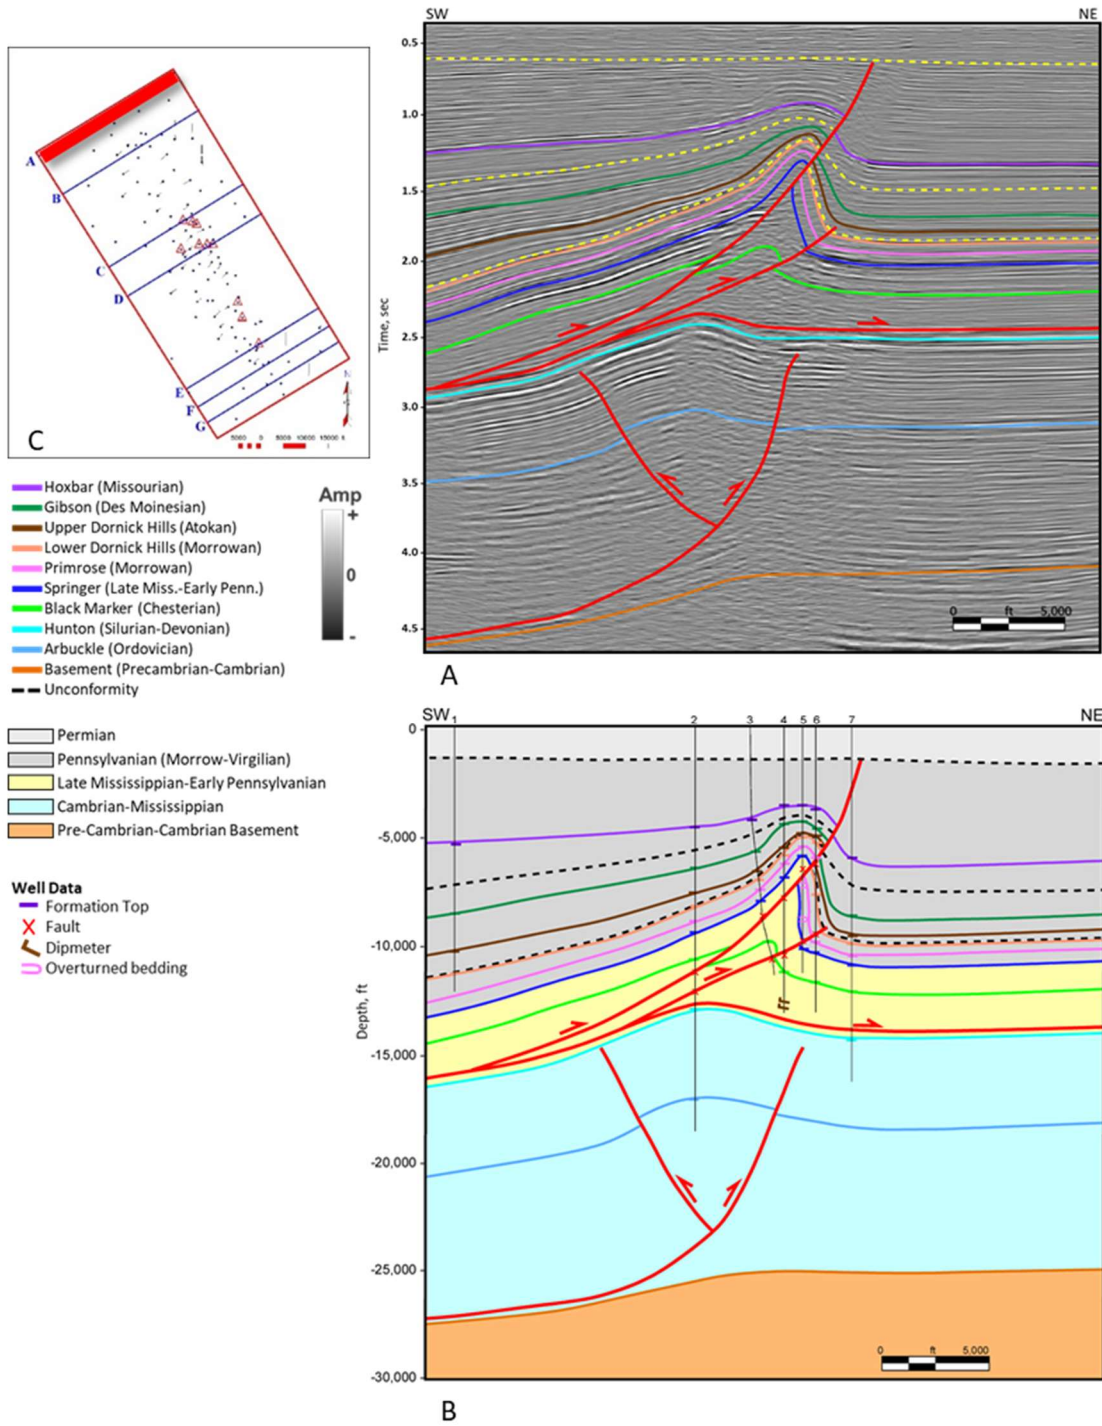 SW
NE
0.5
1.0
1.5
2.0
2.5
3.0
3.5
4.0
4.5
Time, sec
0 ft 5,000
A
A
B
C
D
E
F
G
N
5000 0 5000 10000 15000
C
Hoxbar (Missourian)
Gibson (Des Moinesian)
Upper Dornick Hills (Atokan)
Lower Dornick Hills (Morrowan)
Primrose (Morrowan)
Springer (Late Miss.-Early Penn.)
Black Marker (Chesterian)
Hunton (Silurian-Devonian)
Arbuckle (Ordovician)
Basement (Precambrian-Cambrian)
Unconformity
Amp
+
0
-
Permian
Pennsylvanian (Morrow-Virgilian)
Late Mississippian-Early Pennsylvanian
Cambrian-Mississippian
Pre-Cambrian-Cambrian Basement
Well Data
Formation Top
Fault
Dipmeter
Overturned bedding
SW 1 2 3 4 5 6 7 NE
0
-5,000
-10,000
-15,000
-20,000
-25,000
-30,000
Depth, ft
0 ft 5,000
B